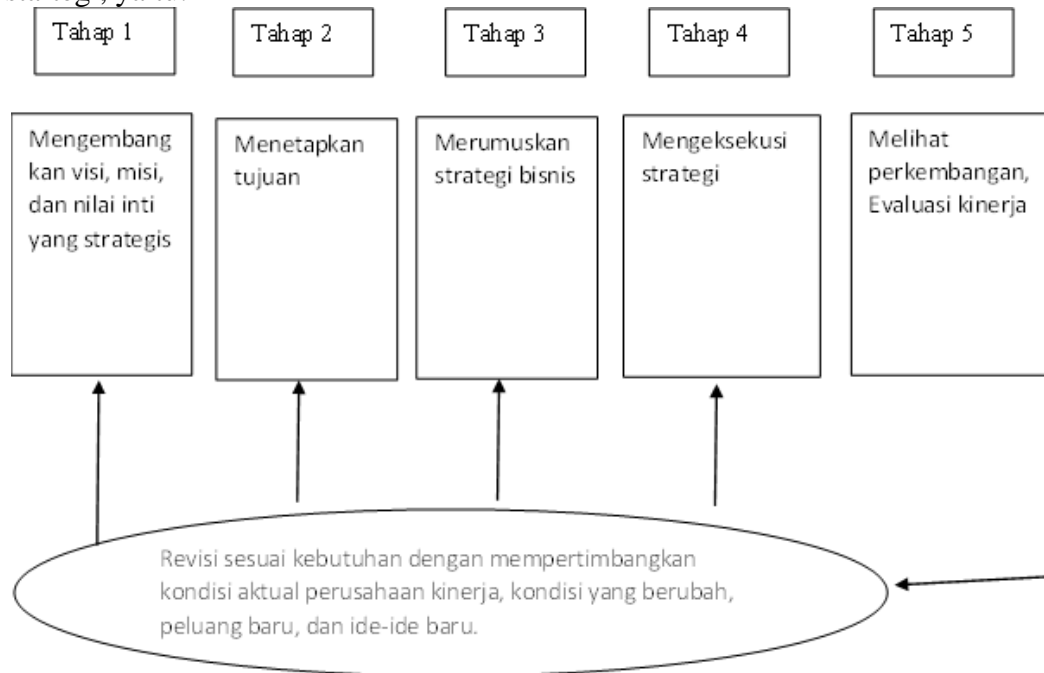 Tahap 1
Tahap 2
Tahap 3
Tahap 4
Tahap 5
Mengembang
kan visi, misi,
dan nilai inti
yang strategis
Menetapkan
tujuan
Merumuskan
strategi bisnis
Mengeksekusi
strategi
Melihat
perkembangan,
Evaluasi kinerja
Revisi sesuai kebutuhan dengan mempertimbangkan
kondisi aktual perusahaan kinerja, kondisi yang berubah,
peluang baru, dan ide-ide baru.